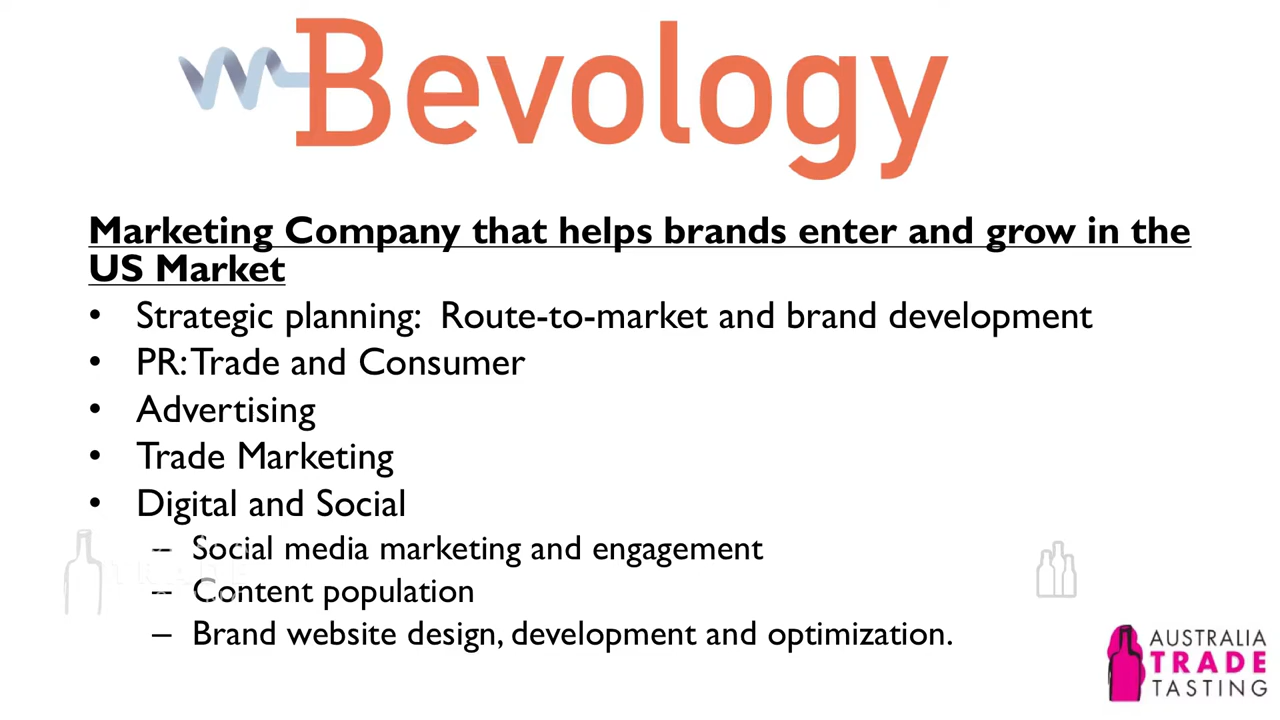 Bevology
Marketing Company that helps brands enter and grow in the
US Market
• Strategic planning:  Route-to-market and brand development
• PR: Trade and Consumer
• Advertising
• Trade Marketing
• Digital and Social
– Social media marketing and engagement
– Content population
– Brand website design, development and optimization.
AUSTRALIA
TRADE
TASTING